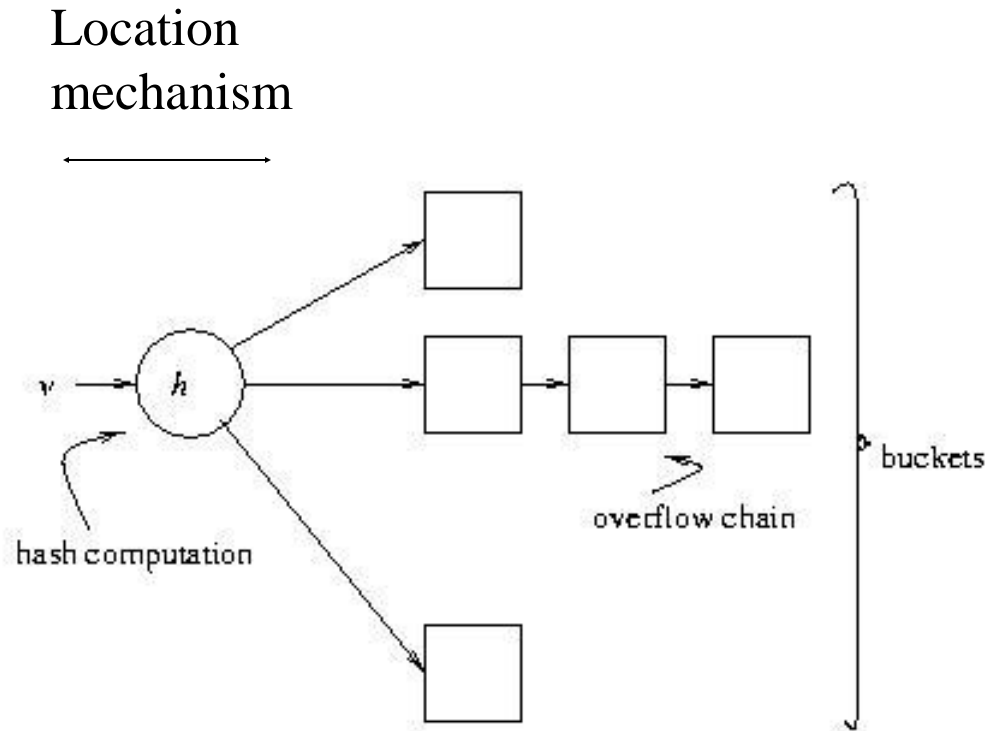 Location
mechanism
v
h
buckets
overflow chain
hash computation